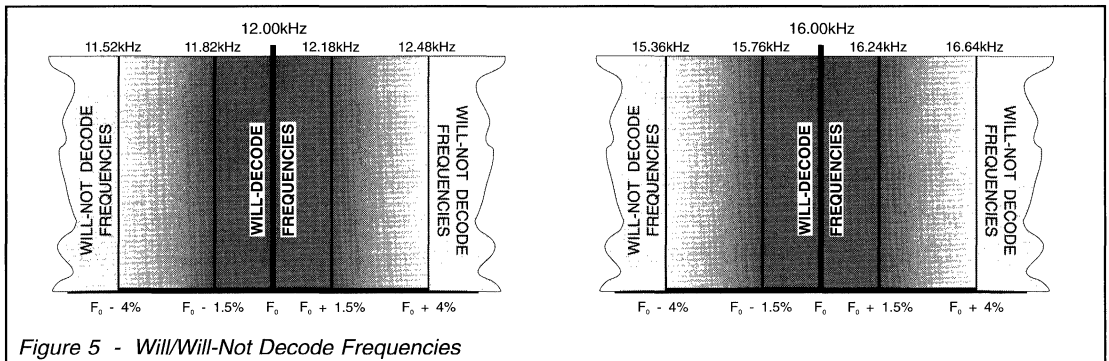 12.00kHz
11.52kHz 11.82kHz 12.18kHz 12.48kHz
WILL-NOT DECODE
FREQUENCIES
WILL-DECODE
FREQUENCIES
WILL-NOT DECODE
FREQUENCIES
F₀ - 4% F₀ - 1.5% F₀ F₀ + 1.5% F₀ + 4%
16.00kHz
15.36kHz 15.76kHz 16.24kHz 16.64kHz
WILL-NOT DECODE
FREQUENCIES
WILL-DECODE
FREQUENCIES
WILL-NOT DECODE
FREQUENCIES
F₀ - 4% F₀ - 1.5% F₀ F₀ + 1.5% F₀ + 4%
Figure 5 - Will/Will-Not Decode Frequencies